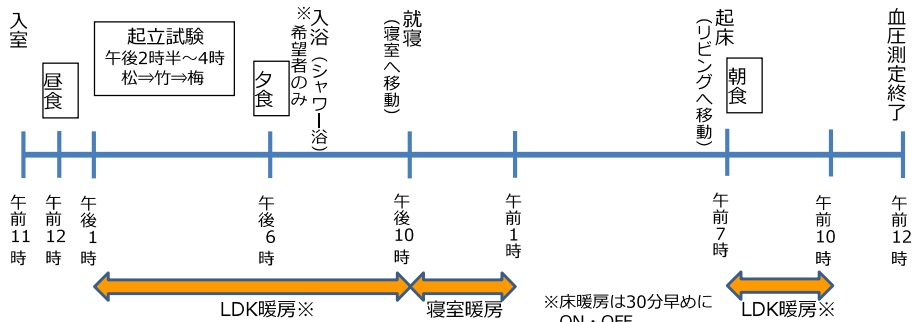 入室
昼食
起立試験
午後2時半～4時
松⇒竹⇒梅
夕食
入浴（シャワー浴）
※希望者のみ
就寝
（寝室へ移動）
起床
（リビングへ移動）
朝食
血圧測定終了
午前11時
午前12時
午後1時
午後6時
午後10時
午前1時
午前7時
午前10時
午前12時
LDK暖房※
寝室暖房
※床暖房は30分早めに
ON・OFF
LDK暖房※